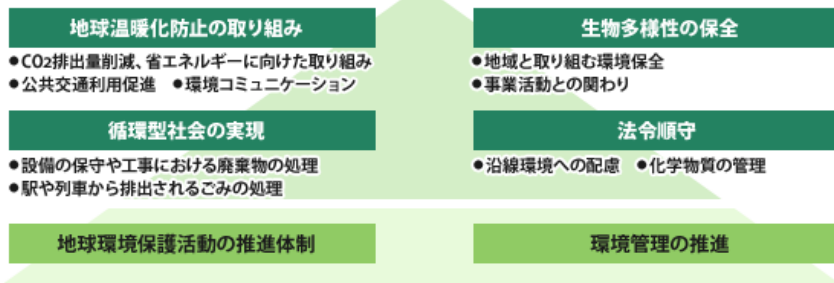 地球温暖化防止の取り組み
●CO2排出量削減、省エネルギーに向けた取り組み
●公共交通利用促進 ●環境コミュニケーション
生物多様性の保全
●地域と取り組む環境保全
●事業活動との関わり
循環型社会の実現
●設備の保守や工事における廃棄物の処理
●駅や列車から排出されるごみの処理
法令順守
●沿線環境への配慮 ●化学物質の管理
地球環境保護活動の推進体制
環境管理の推進